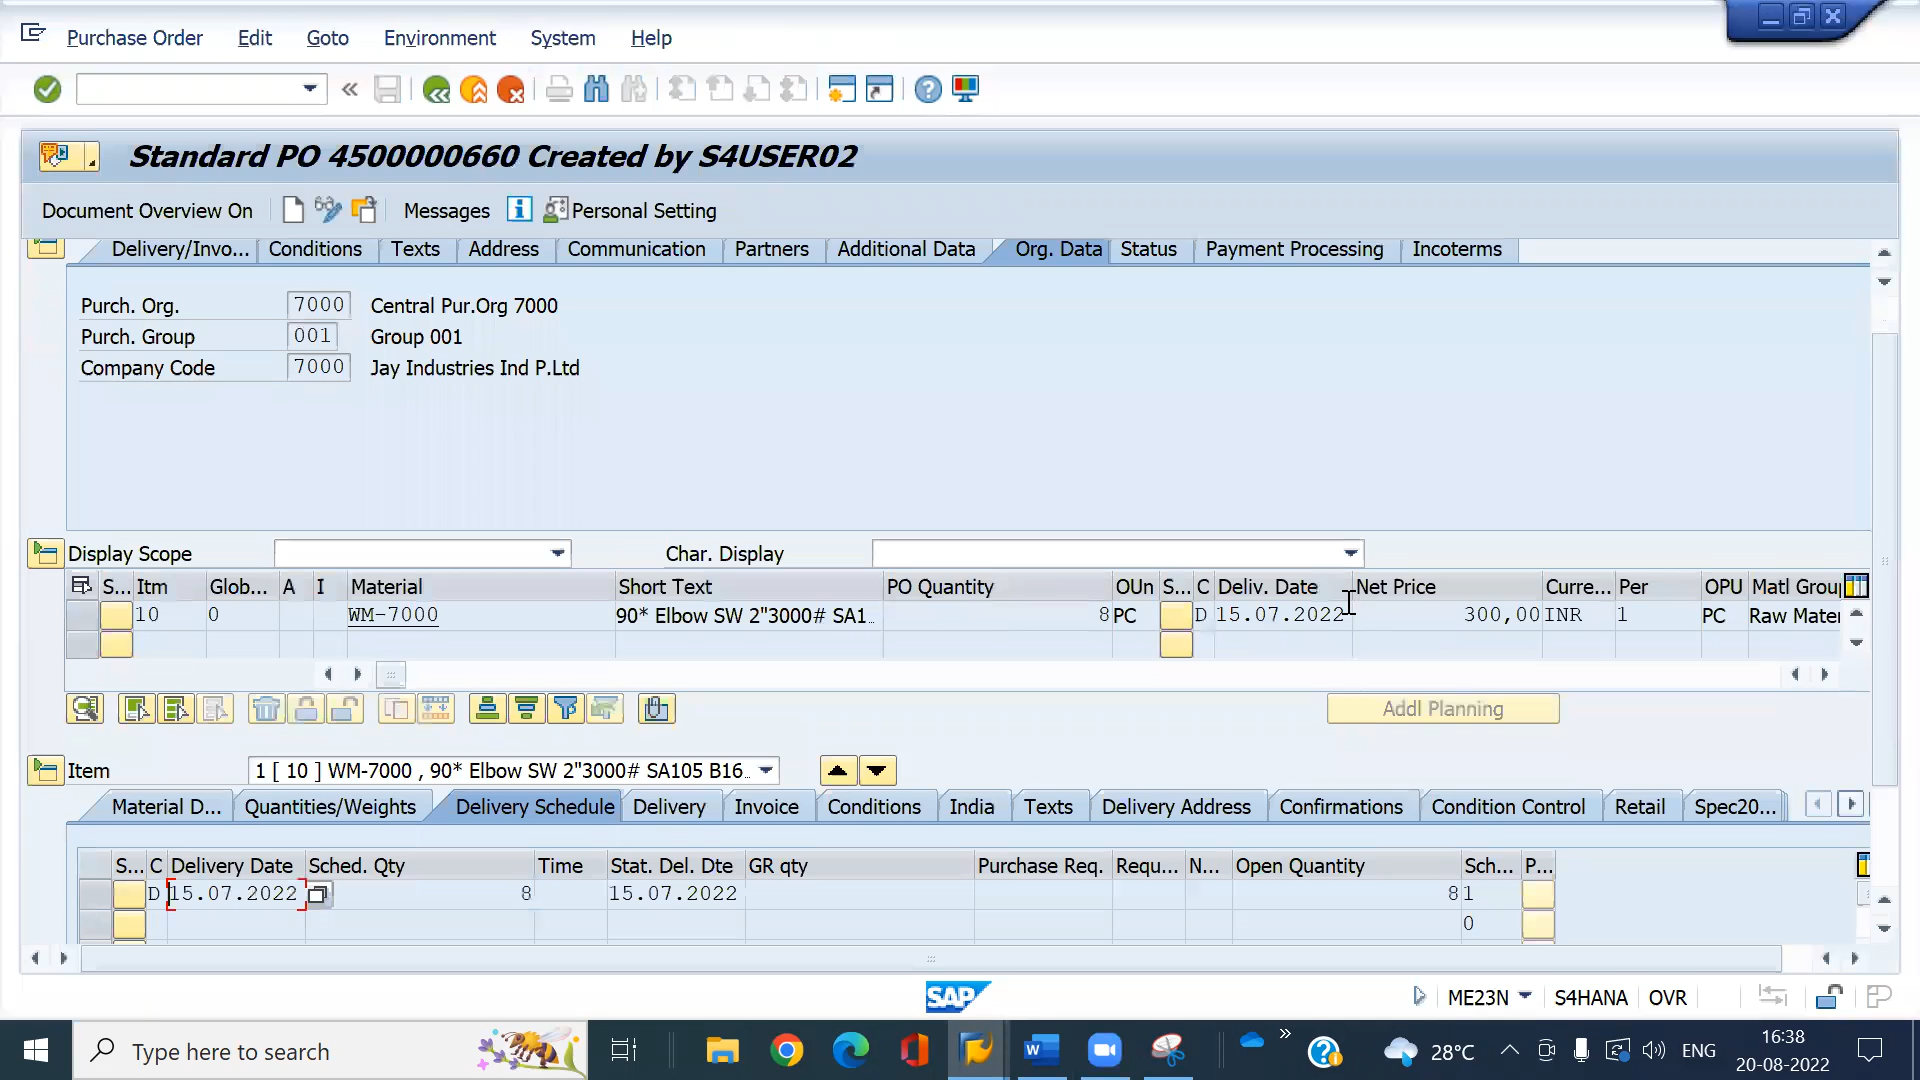 Purchase Order Edit Goto Environment System Help
Standard PO 4500000660 Created by S4USER02
Document Overview On Messages Personal Setting
Delivery/Invo... Conditions Texts Address Communication Partners Additional Data Org. Data Status Payment Processing Incoterms
Purch. Org. 7000 Central Pur.Org 7000
Purch. Group 001 Group 001
Company Code 7000 Jay Industries Ind P.Ltd
Display Scope Char. Display
S... Itm Glob... A I Material Short Text PO Quantity OUn S... C Deliv. Date Net Price Curre... Per OPU Matl Group
10 0 WM-7000 90* Elbow SW 2"3000# SA1... 8 PC D 15.07.2022 300,00 INR 1 PC Raw Mater
Addl Planning
Item 1 [ 10 ] WM-7000 , 90* Elbow SW 2"3000# SA105 B16...
Material D... Quantities/Weights Delivery Schedule Delivery Invoice Conditions India Texts Delivery Address Confirmations Condition Control Retail Spec20...
S... C Delivery Date Sched. Qty Time Stat. Del. Dte GR qty Purchase Req. Requ... N... Open Quantity Sch... P...
D 15.07.2022 8 15.07.2022 8 1
0
SAP ME23N S4HANA OVR
Type here to search 28°C ENG 16:38
20-08-2022